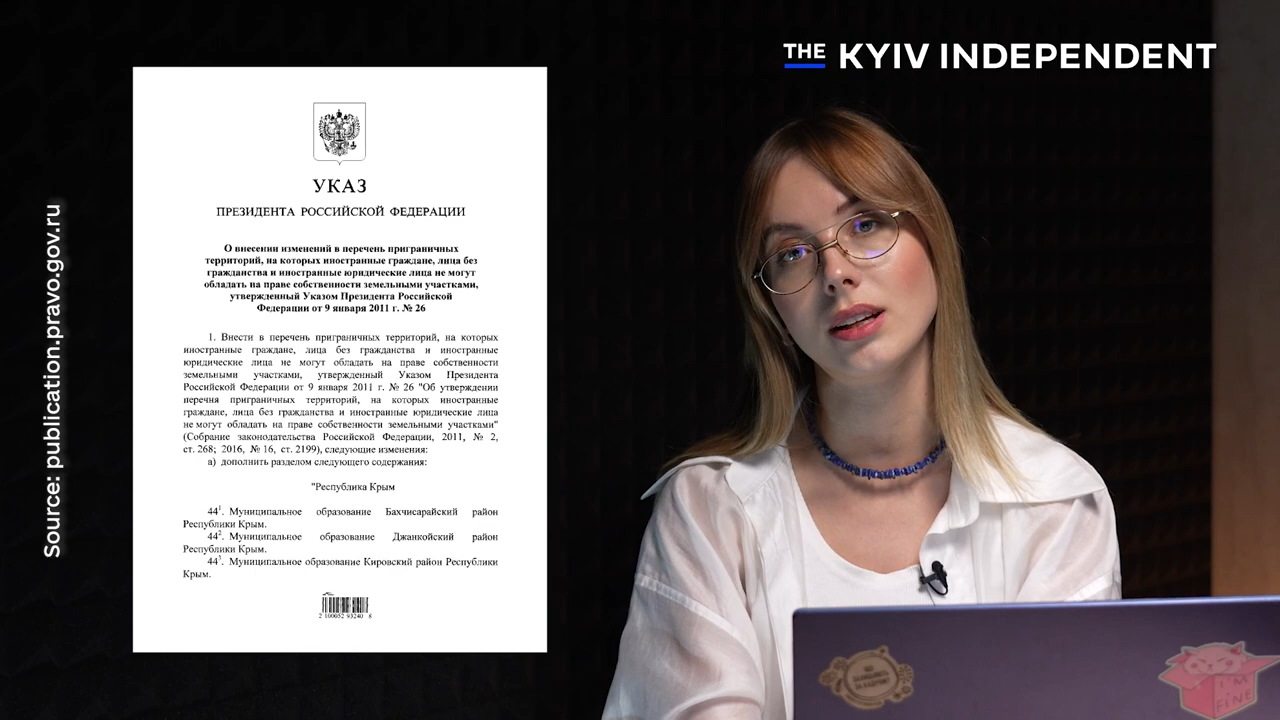 THE KYIV INDEPENDENT
Source: publication.pravo.gov.ru
УКАЗ
ПРЕЗИДЕНТА РОССИЙСКОЙ ФЕДЕРАЦИИ
О внесении изменений в перечень приграничных
территорий, на которых иностранные граждане, лица без
гражданства и иностранные юридические лица не могут
обладать на праве собственности земельными участками,
утвержденный Указом Президента Российской
Федерации от 9 января 2011 г. № 26
1. Внести в перечень приграничных территорий, на которых
иностранные граждане, лица без гражданства и иностранные
юридические лица не могут обладать на праве собственности
земельными участками, утвержденный Указом Президента
Российской Федерации от 9 января 2011 г. № 26 "Об утверждении
перечня приграничных территорий, на которых иностранные
граждане, лица без гражданства и иностранные юридические лица
не могут обладать на праве собственности земельными участками"
(Собрание законодательства Российской Федерации, 2011, № 2,
ст. 268; 2016, № 16, ст. 2199), следующие изменения:
а) дополнить разделом следующего содержания:
"Республика Крым
44¹. Муниципальное образование Бахчисарайский район
Республики Крым.
44². Муниципальное образование Джанкойский район
Республики Крым.
44³. Муниципальное образование Кировский район Республики
Крым.
2 100052 93240 8
I'M
FINE